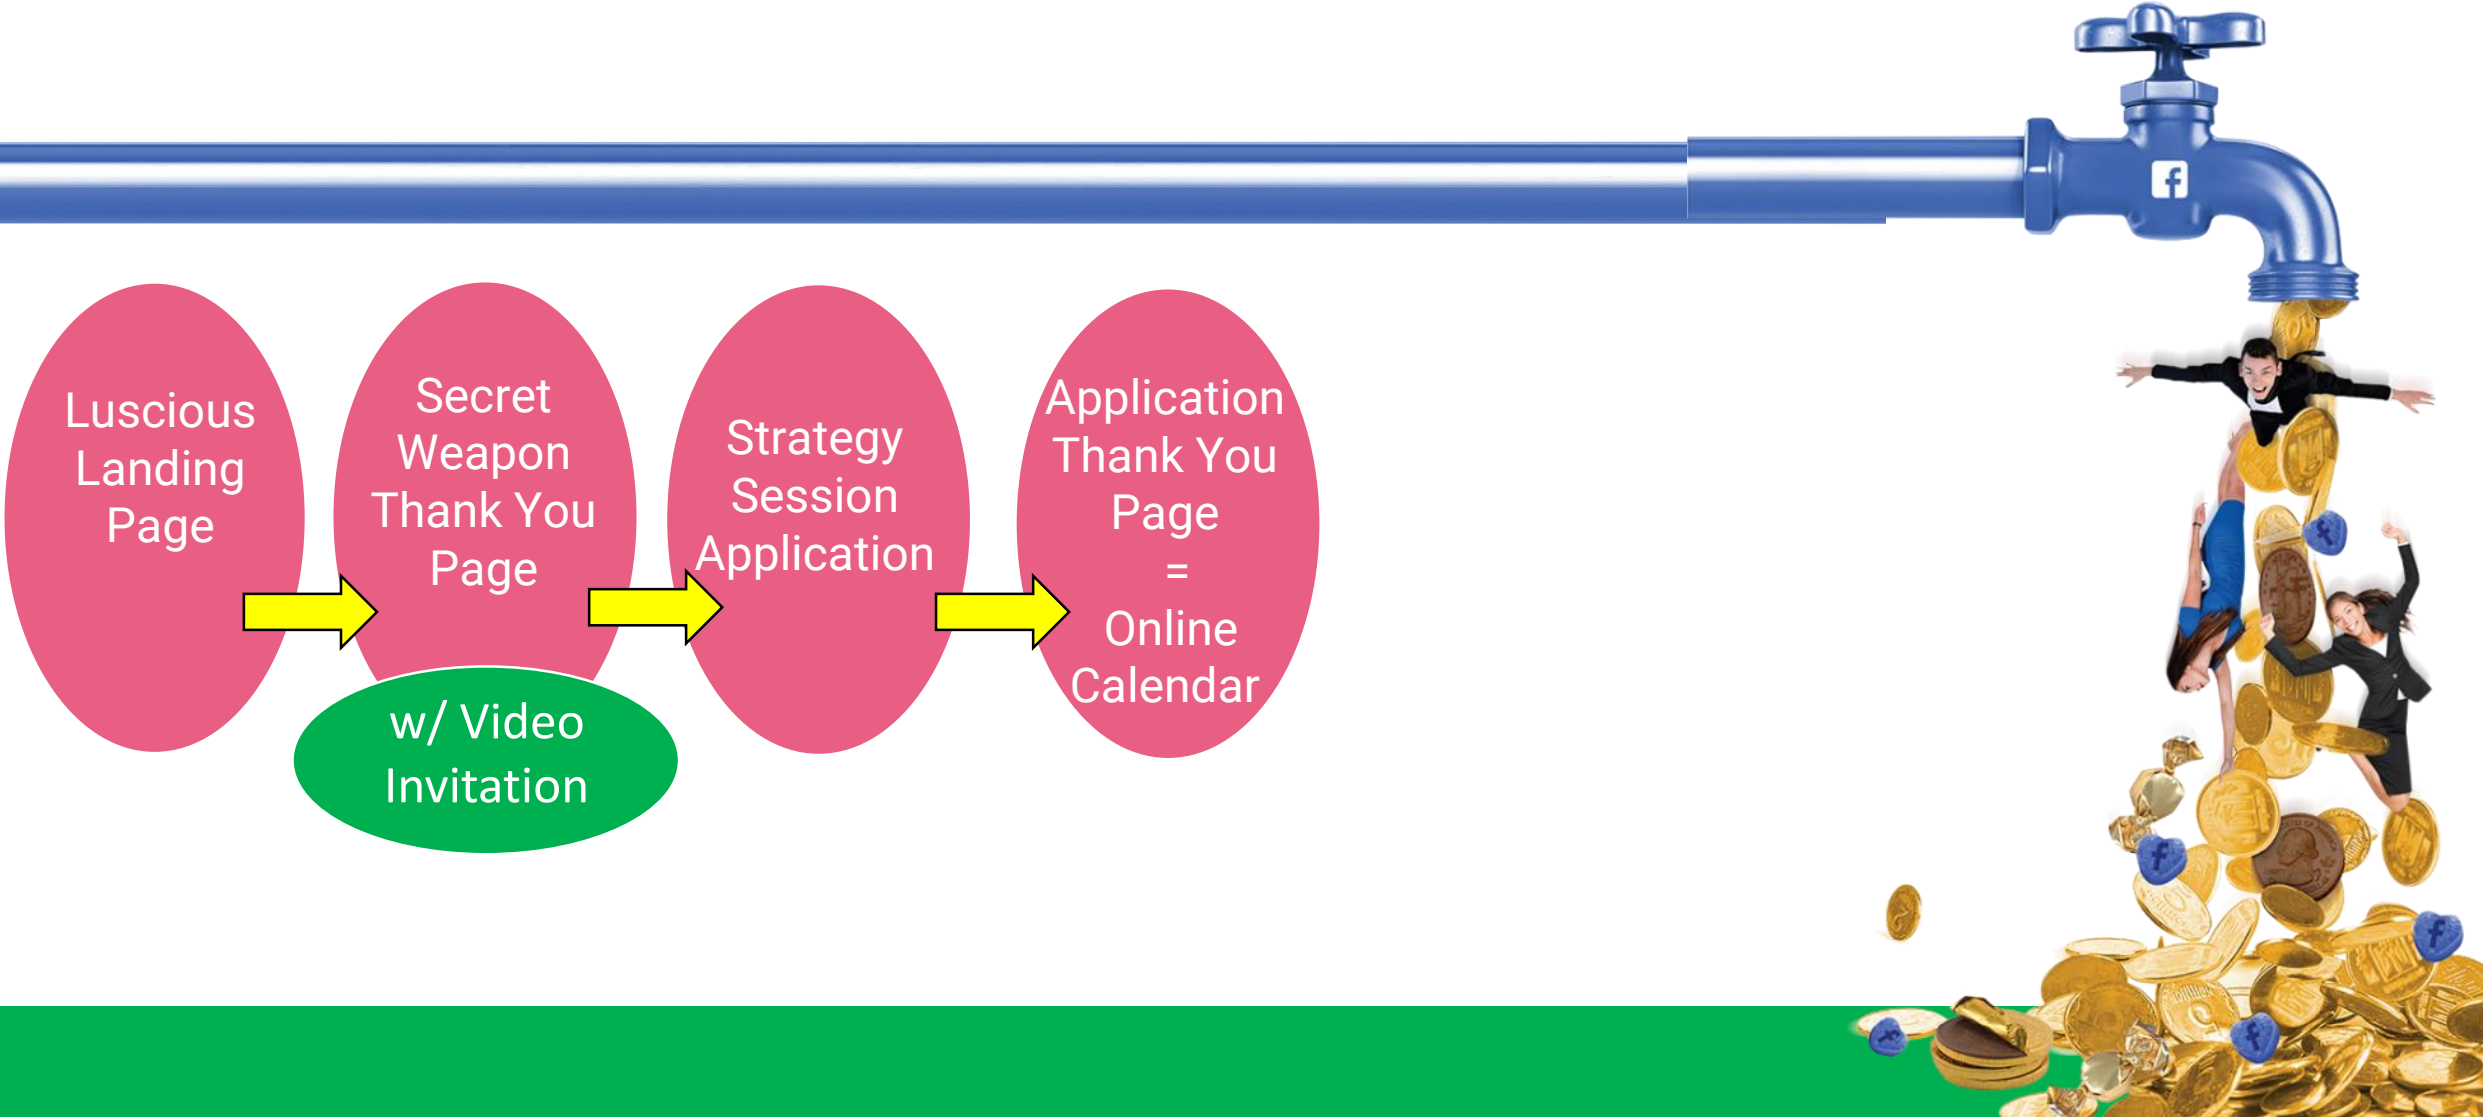 Luscious
Landing
Page
Secret
Weapon
Thank You
Page
w/ Video
Invitation
Strategy
Session
Application
Application
Thank You
Page
=
Online
Calendar